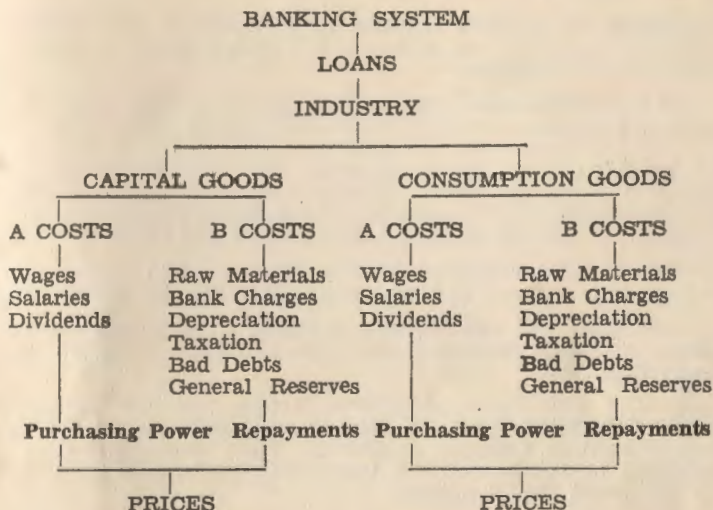 BANKING SYSTEM
LOANS
INDUSTRY
CAPITAL GOODS CONSUMPTION GOODS
A COSTS B COSTS A COSTS B COSTS
Wages Raw Materials Wages Raw Materials
Salaries Bank Charges Salaries Bank Charges
Dividends Depreciation Dividends Depreciation
Taxation Taxation
Bad Debts Bad Debts
General Reserves General Reserves
Purchasing Power Repayments Purchasing Power Repayments
PRICES PRICES